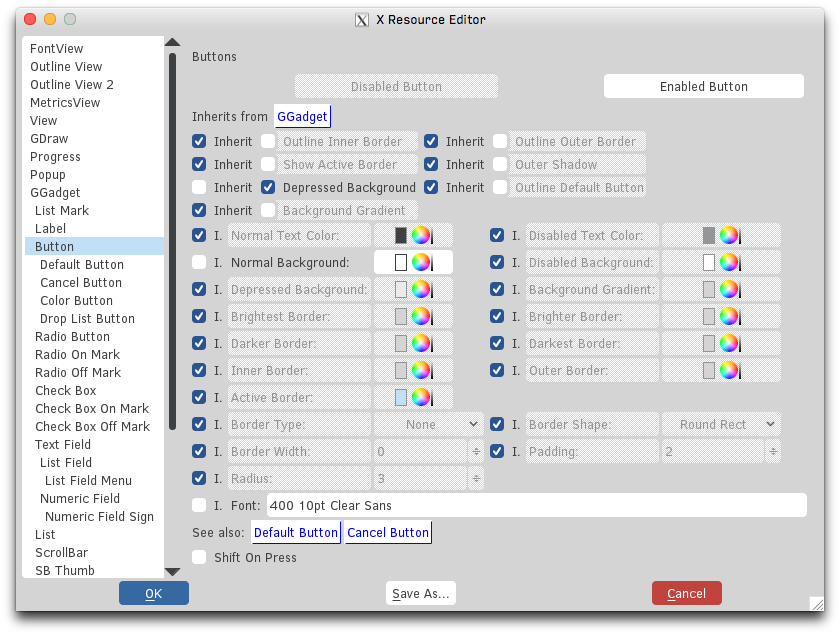 X Resource Editor
FontView
Outline View
Outline View 2
MetricsView
View
GDraw
Progress
Popup
GGadget
List Mark
Label
Button
Default Button
Cancel Button
Color Button
Drop List Button
Radio Button
Radio On Mark
Radio Off Mark
Check Box
Check Box On Mark
Check Box Off Mark
Text Field
List Field
List Field Menu
Numeric Field
Numeric Field Sign
List
ScrollBar
SB Thumb
Buttons
Disabled Button Enabled Button
Inherits from GGadget
Inherit Outline Inner Border Inherit Outline Outer Border
Inherit Show Active Border Inherit Outer Shadow
Inherit Depressed Background Inherit Outline Default Button
Inherit Background Gradient
I. Normal Text Color: I. Disabled Text Color:
I. Normal Background: I. Disabled Background:
I. Depressed Background: I. Background Gradient:
I. Brightest Border: I. Brighter Border:
I. Darker Border: I. Darkest Border:
I. Inner Border: I. Outer Border:
I. Active Border:
I. Border Type: None I. Border Shape: Round Rect
I. Border Width: 0 I. Padding: 2
I. Radius: 3
I. Font: 400 10pt Clear Sans
See also: Default Button Cancel Button
Shift On Press
OK Save As... Cancel